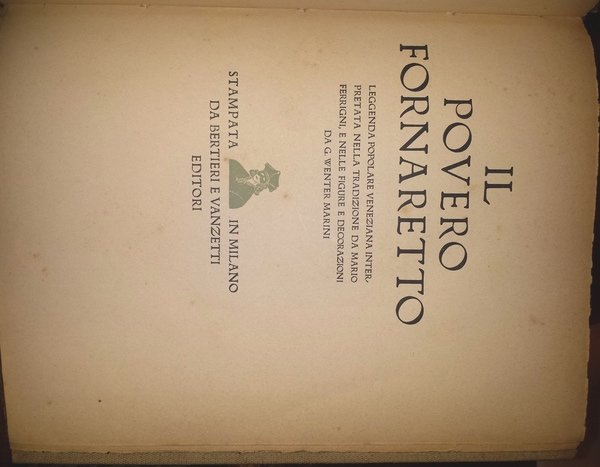 IL
POVERO
FORNARETTO
LEGGENDA POPOLARE VENEZIANA INTER-
PRETATA NELLA TRADIZIONE DA MARIO
FERRIGNI, E NELLE FIGURE E DECORAZIONI
DA G. WENTER MARINI
STAMPATA IN MILANO
DA BERTIERI E VANZETTI
EDITORI